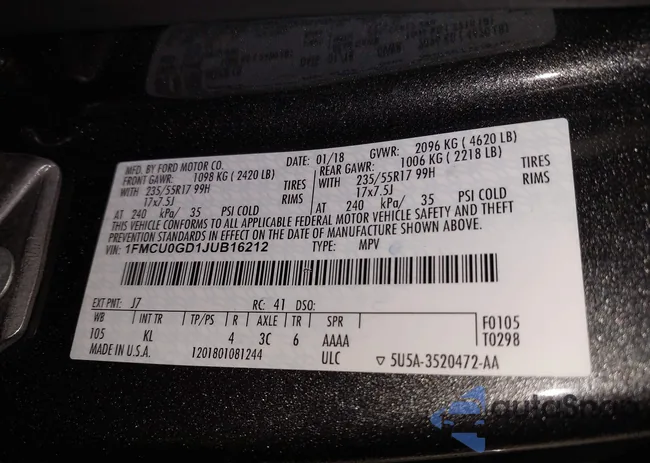 MFD. BY FORD MOTOR CO.
DATE: 01/18 GVWR: 2096 KG ( 4620 LB)
FRONT GAWR: 1098 KG ( 2420 LB) REAR GAWR: 1006 KG ( 2218 LB)
WITH 235/55R17 99H TIRES WITH 235/55R17 99H TIRES
17x7.5J RIMS 17x7.5J RIMS
AT 240 kPa/ 35 PSI COLD AT 240 kPa/ 35 PSI COLD
THIS VEHICLE CONFORMS TO ALL APPLICABLE FEDERAL MOTOR VEHICLE SAFETY AND THEFT
PREVENTION STANDARDS IN EFFECT ON THE DATE OF MANUFACTURE SHOWN ABOVE.
VIN: 1FMCU0GD1JUB16212 TYPE: MPV
EXT PNT: J7 RC: 41 DSO:
WB INT TR TP/PS R AXLE TR SPR F0105
105 KL 4 3C 6 AAAA T0298
MADE IN U.S.A. 1201801081244 ULC ▽ 5U5A-3520472-AA